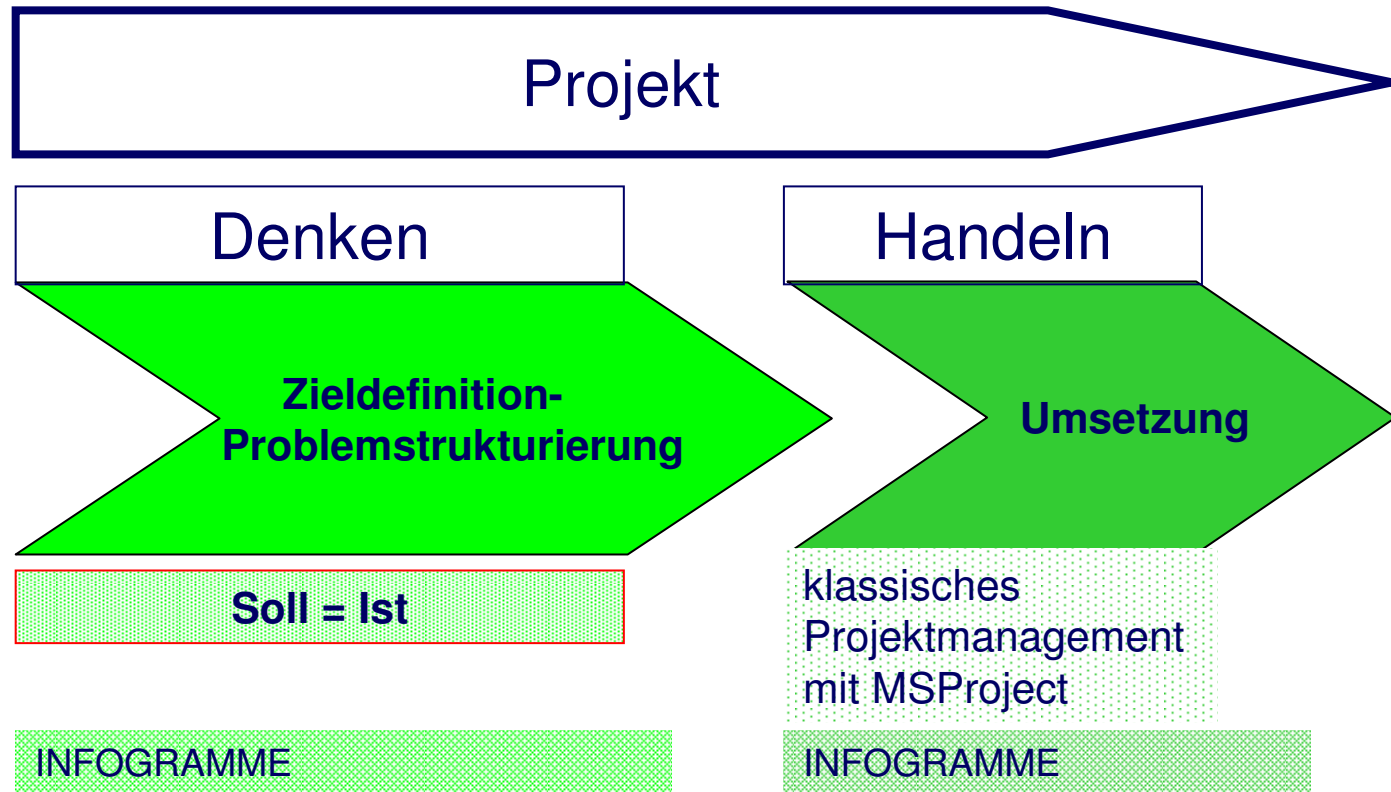 Projekt
Denken
Zieldefinition-
Problemstrukturierung
Soll = Ist
INFOGRAMME
Handeln
Umsetzung
klassisches
Projektmanagement
mit MSProject
INFOGRAMME